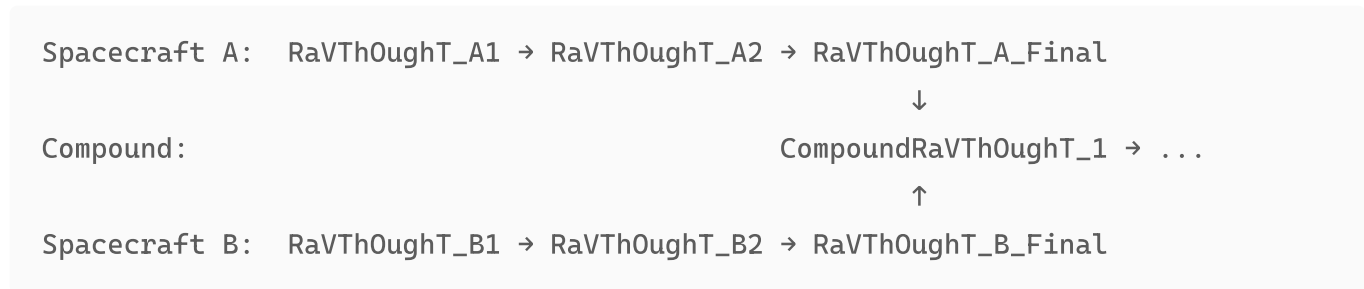 Spacecraft A:  RaVThOughT_A1 → RaVThOughT_A2 → RaVThOughT_A_Final
↓
Compound:                                    CompoundRaVThOughT_1 → ...
↑
Spacecraft B:  RaVThOughT_B1 → RaVThOughT_B2 → RaVThOughT_B_Final